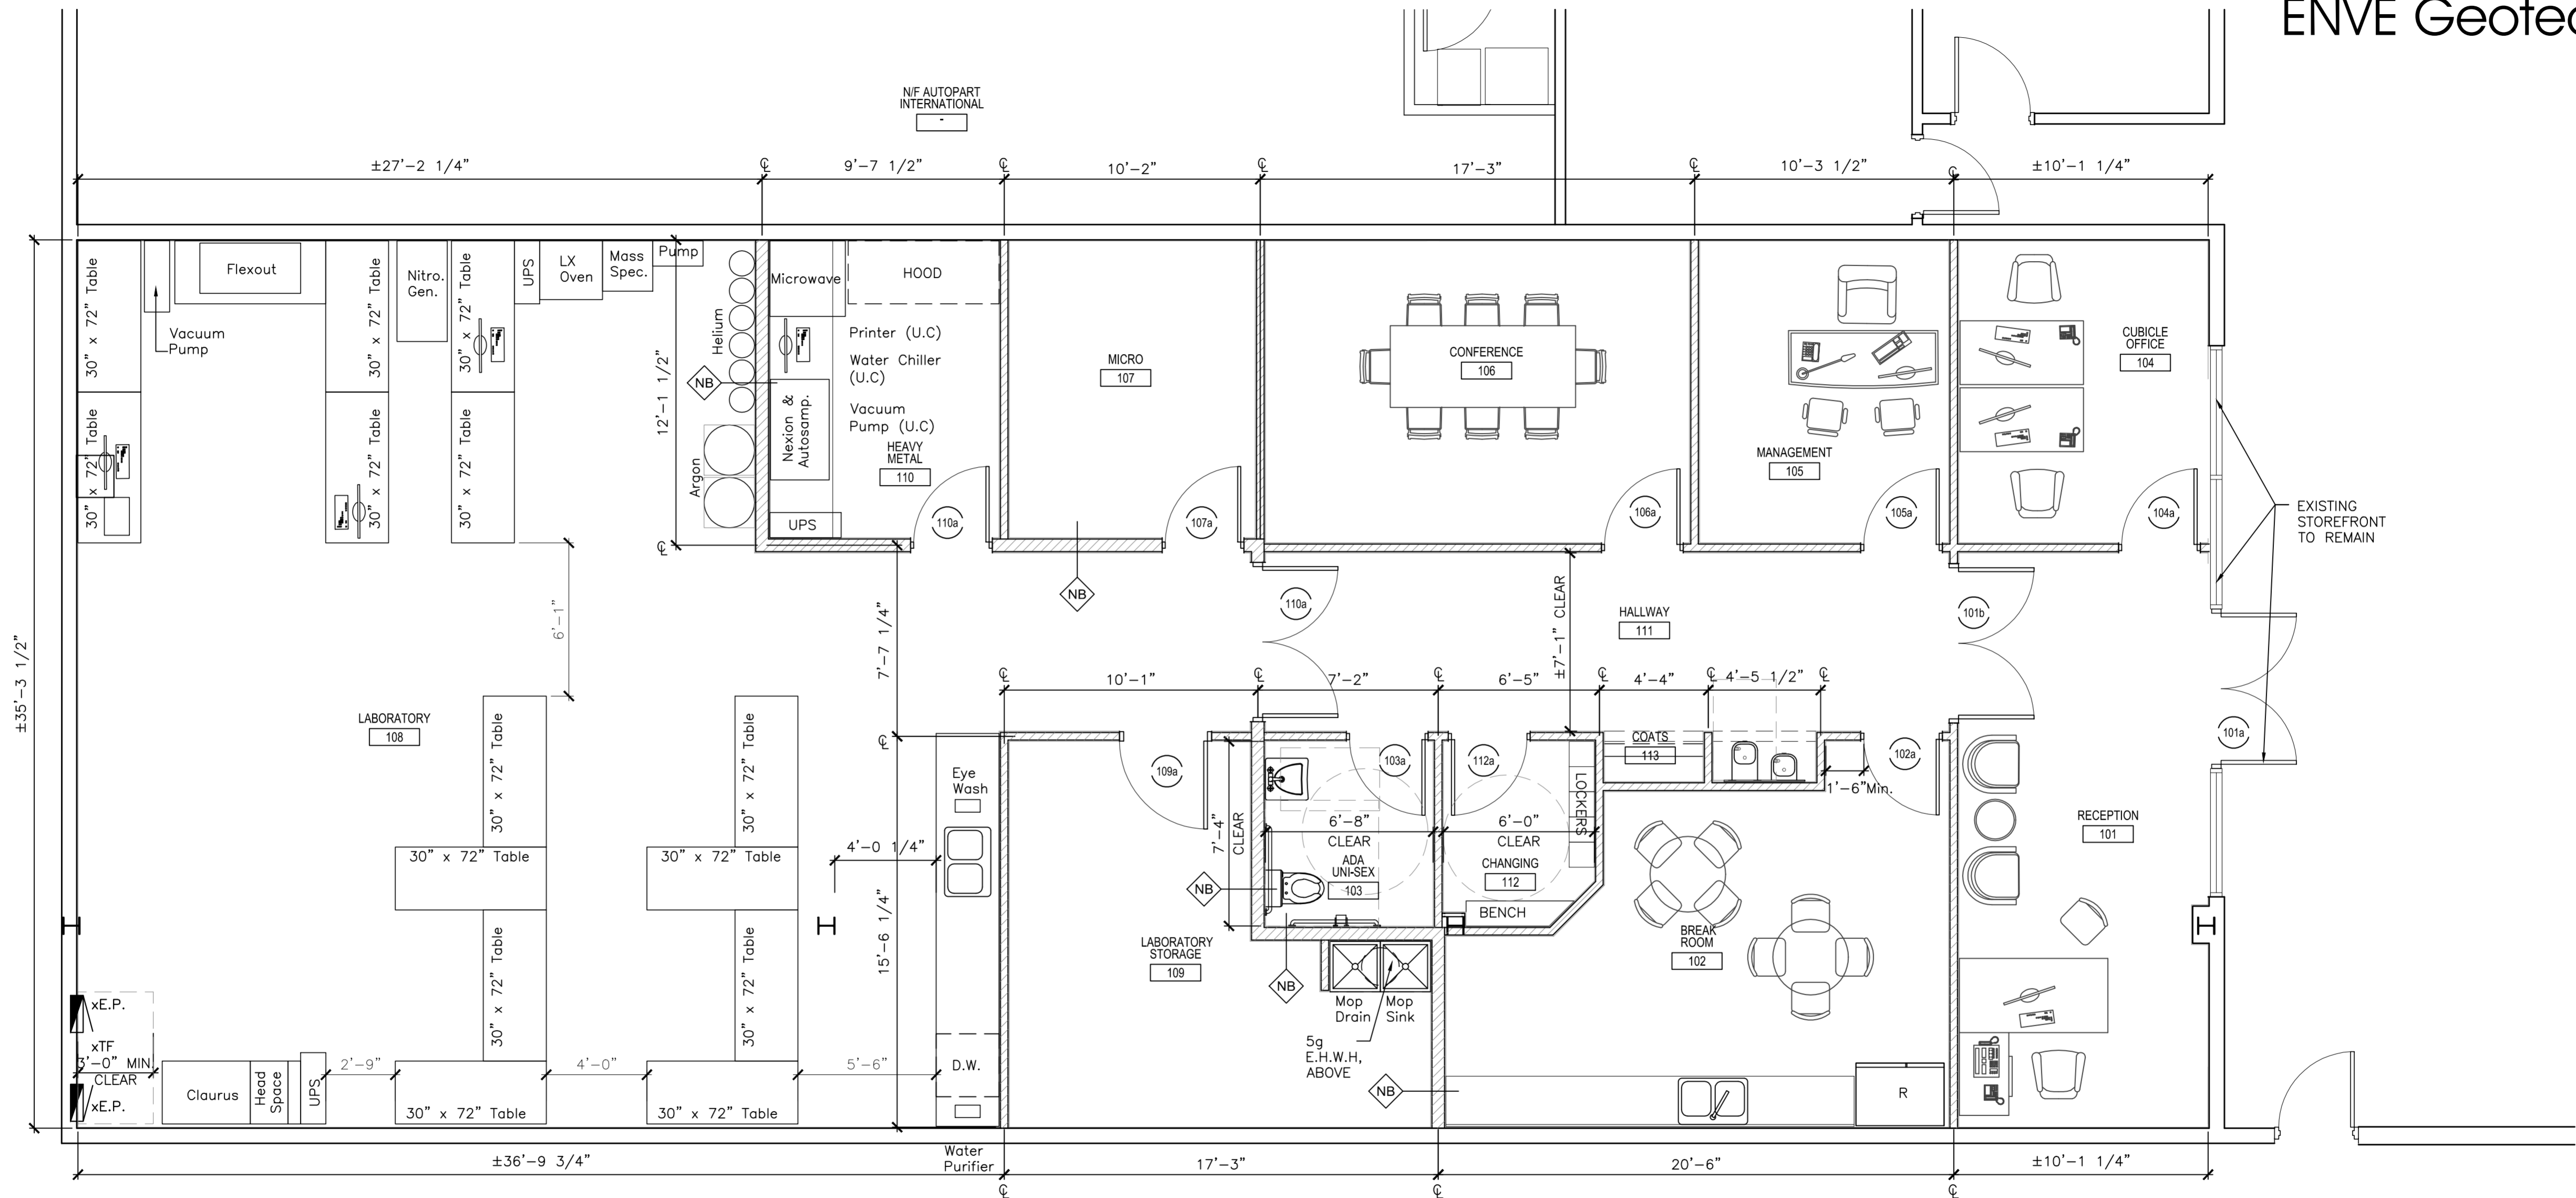 ENVE Geotec
N/F AUTOPART
INTERNATIONAL
-
±27'-2 1/4"
℄
9'-7 1/2"
℄
10'-2"
℄
17'-3"
℄
10'-3 1/2"
℄
±10'-1 1/4"
30" x 72" Table
Flexout
30" x 72" Table
Nitro.
Gen.
30" x 72" Table
UPS
LX
Oven
Mass
Spec.
Pump
Microwave
HOOD
Vacuum
Pump
Helium
12'-1 1/2"
Printer (U.C)
Water Chiller
(U.C)
Vacuum
Pump (U.C)
HEAVY
METAL
110
NB
Nexion &
Autosamp.
MICRO
107
CONFERENCE
106
MANAGEMENT
105
CUBICLE
OFFICE
104
30" x 72" Table
30" x 72" Table
30" x 72" Table
Argon
UPS
110a
107a
106a
105a
104a
℄
EXISTING
STOREFRONT
TO REMAIN
6'-1"
7'-7 1/4"
NB
110a
±7'-1" CLEAR
HALLWAY
111
101b
±35'-3 1/2"
LABORATORY
108
℄
10'-1"
℄
7'-2"
℄
6'-5"
℄
4'-4"
℄
4'-5 1/2"
℄
101a
℄
30" x 72" Table
30" x 72" Table
Eye
Wash
109a
103a
112a
COATS
113
102a
1'-6"Min.
LOCKERS
7'-4"
CLEAR
6'-8"
CLEAR
6'-0"
CLEAR
RECEPTION
101
30" x 72" Table
30" x 72" Table
4'-0 1/4"
ADA
UNI-SEX
103
CHANGING
112
NB
BENCH
H
H
H
15'-6 1/4"
LABORATORY
STORAGE
109
BREAK
ROOM
102
30" x 72" Table
30" x 72" Table
NB
Mop
Drain
Mop
Sink
5g
E.H.W.H,
ABOVE
xE.P.
xTF
3'-0" MIN.
CLEAR
xE.P.
Claurus
Head
Space
UPS
2'-9"
4'-0"
5'-6"
D.W.
30" x 72" Table
30" x 72" Table
NB
R
Water
Purifier
±36'-9 3/4"
17'-3"
20'-6"
±10'-1 1/4"
℄
℄
℄